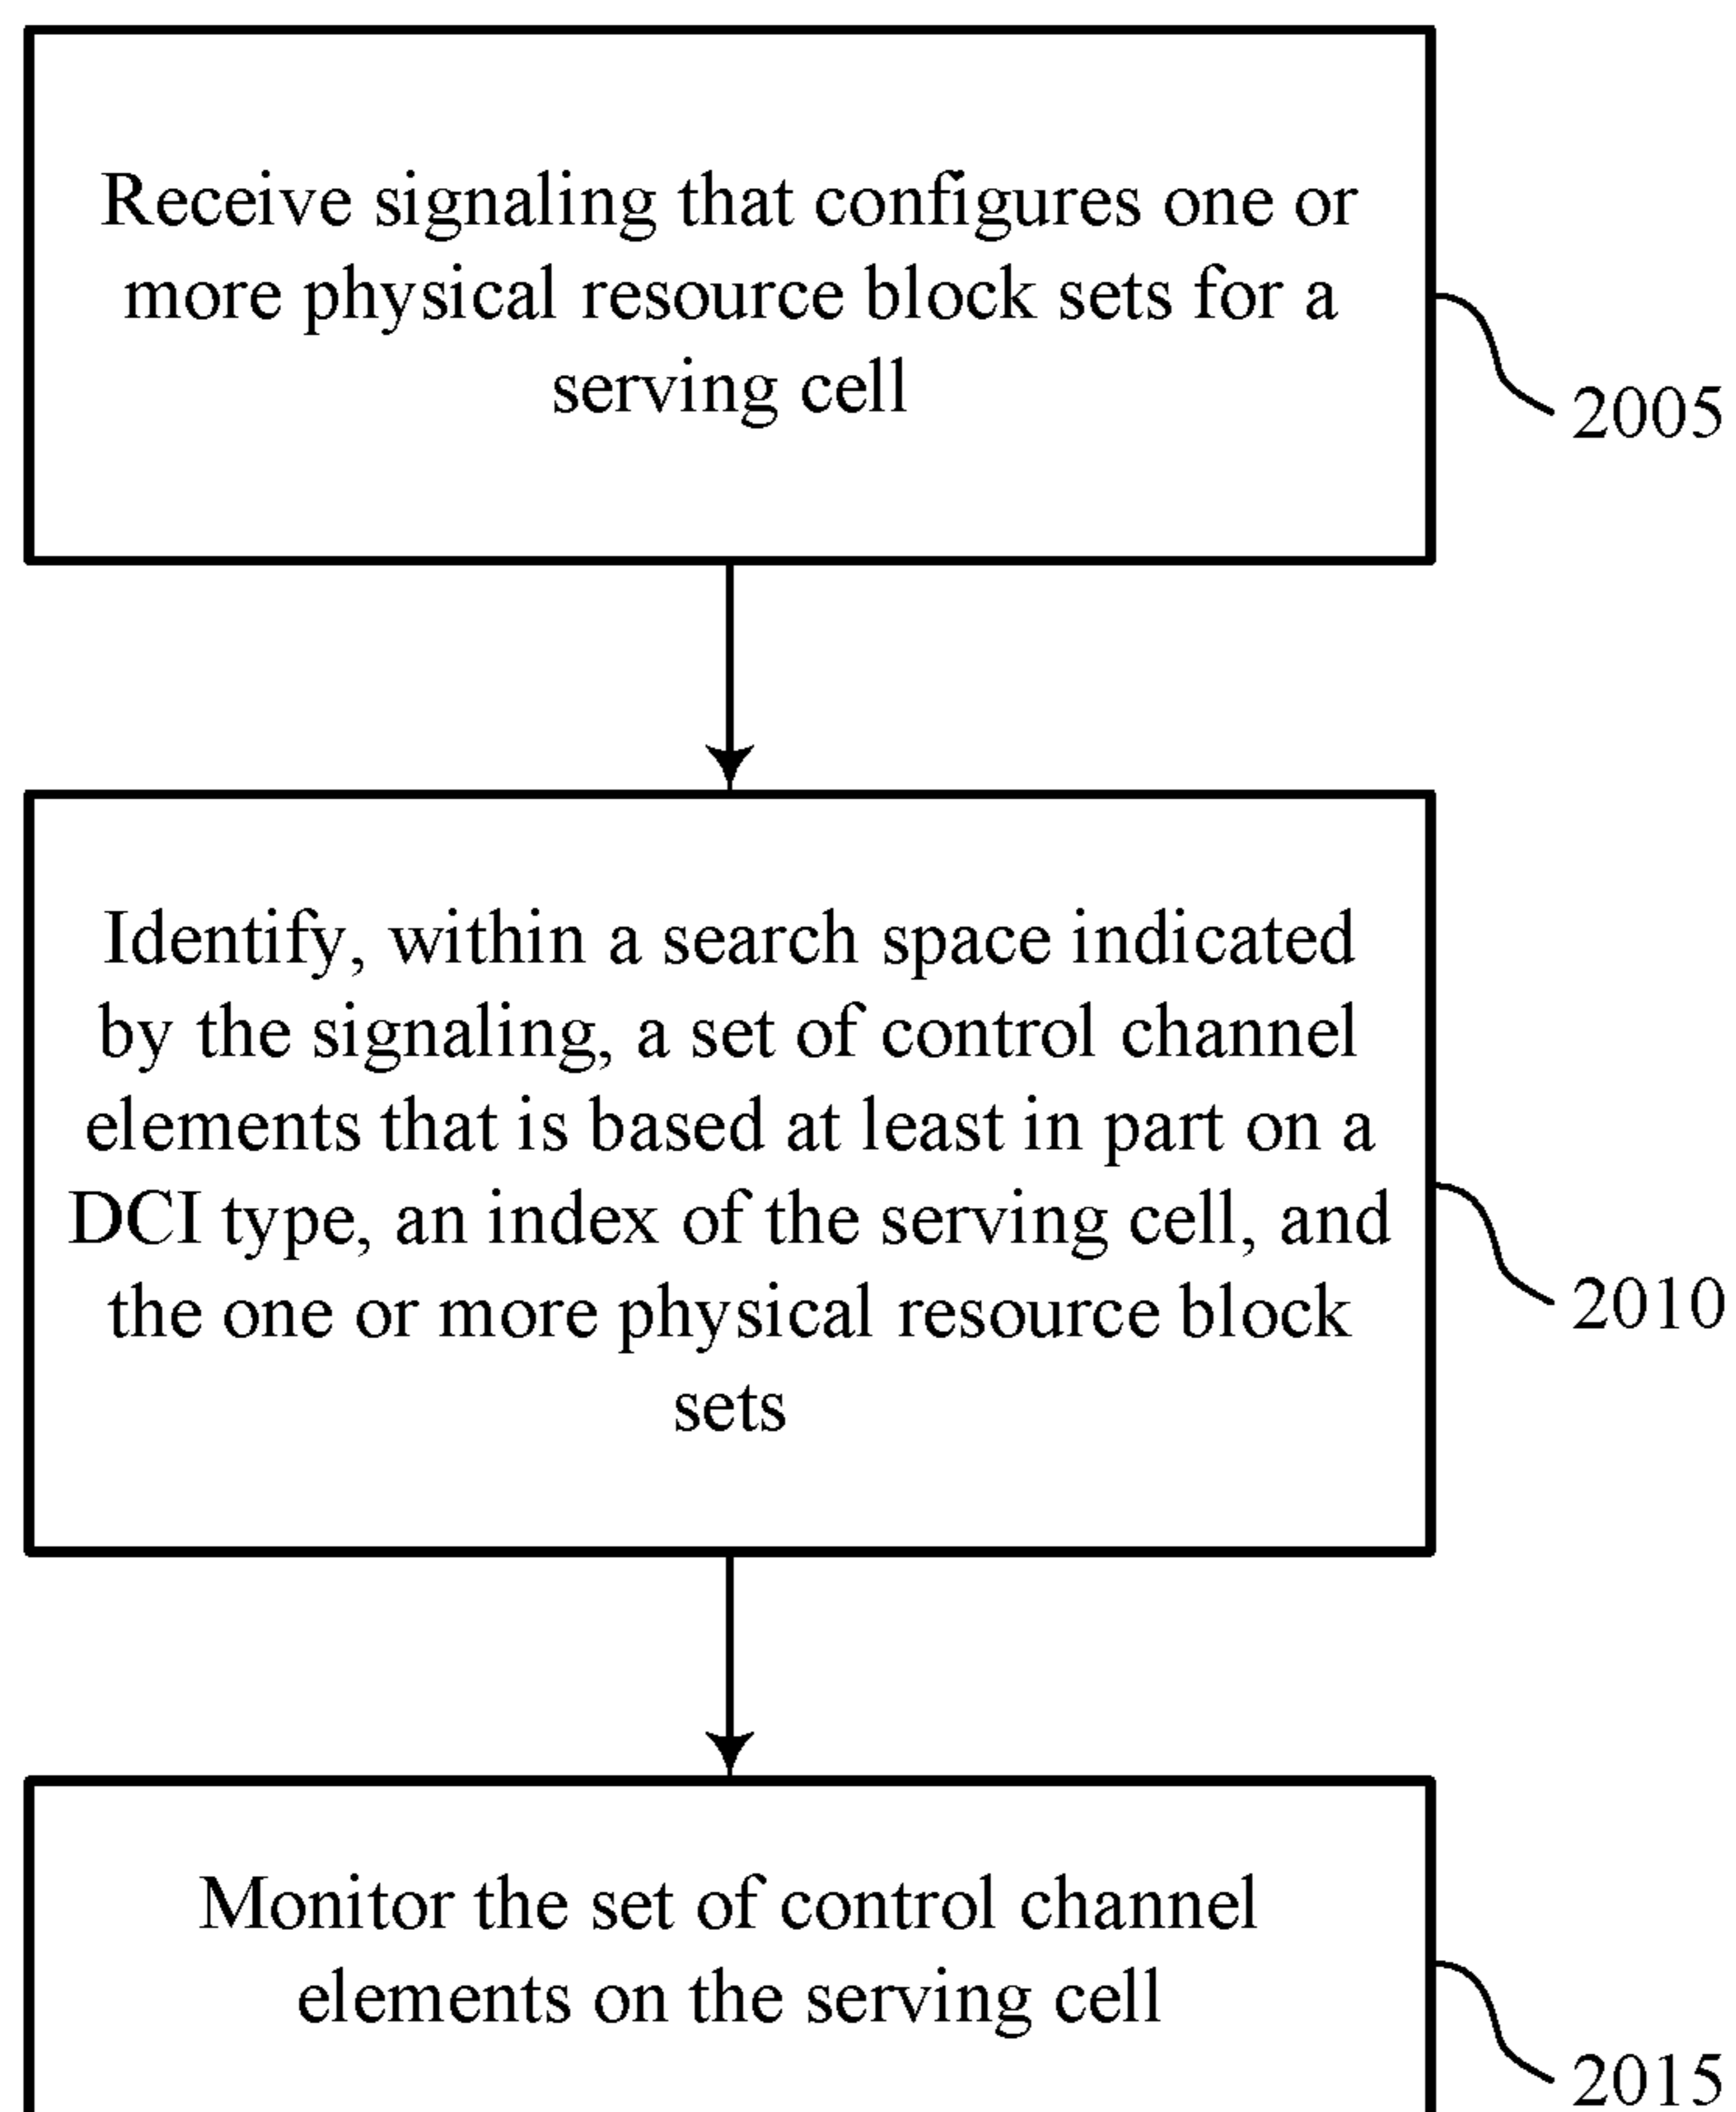 Receive signaling that configures one or
more physical resource block sets for a
serving cell
2005
Identify, within a search space indicated
by the signaling, a set of control channel
elements that is based at least in part on a
DCI type, an index of the serving cell, and
the one or more physical resource block
sets
2010
Monitor the set of control channel
elements on the serving cell
2015